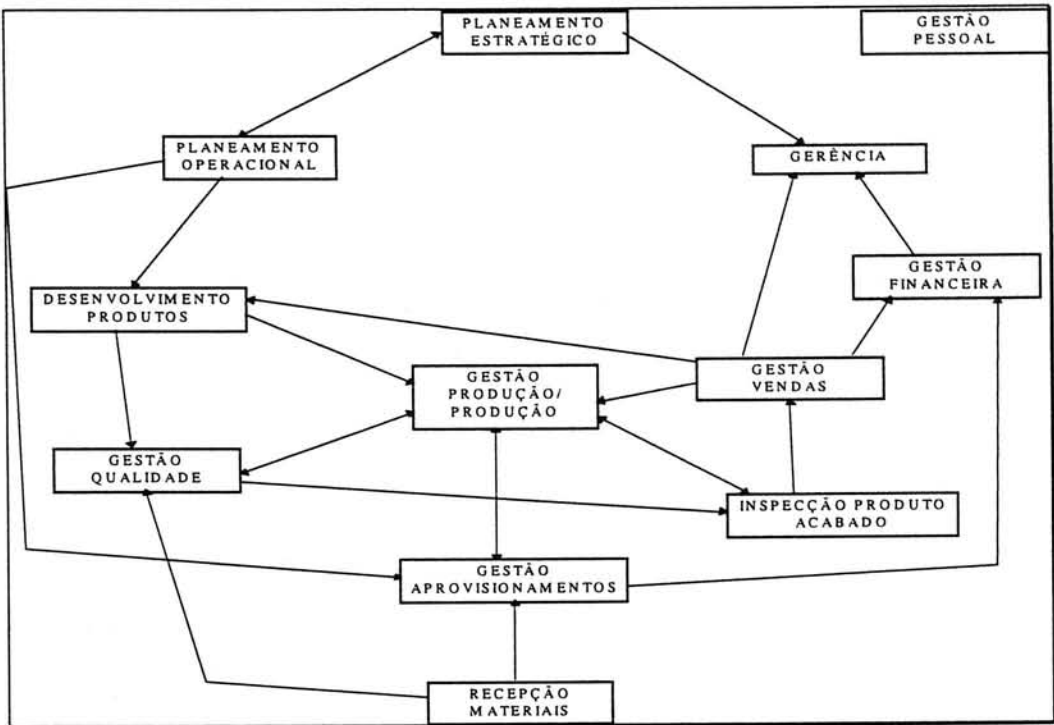 PLANEAMENTO
ESTRATÉGICO
GESTÃO
PESSOAL
PLANEAMENTO
OPERACIONAL
GERÈNCIA
GESTÃO
FINANCEIRA
DESENVOLVIMENTO
PRODUTOS
GESTÃO
PRODUÇÃO/
PRODUÇÃO
GESTÃO
VENDAS
GESTÃO
QUALIDADE
INSPECÇÃO PRODUTO
ACABADO
GESTÃO
APROVISIONAMENTOS
RECEPÇÃO
MATERIAIS